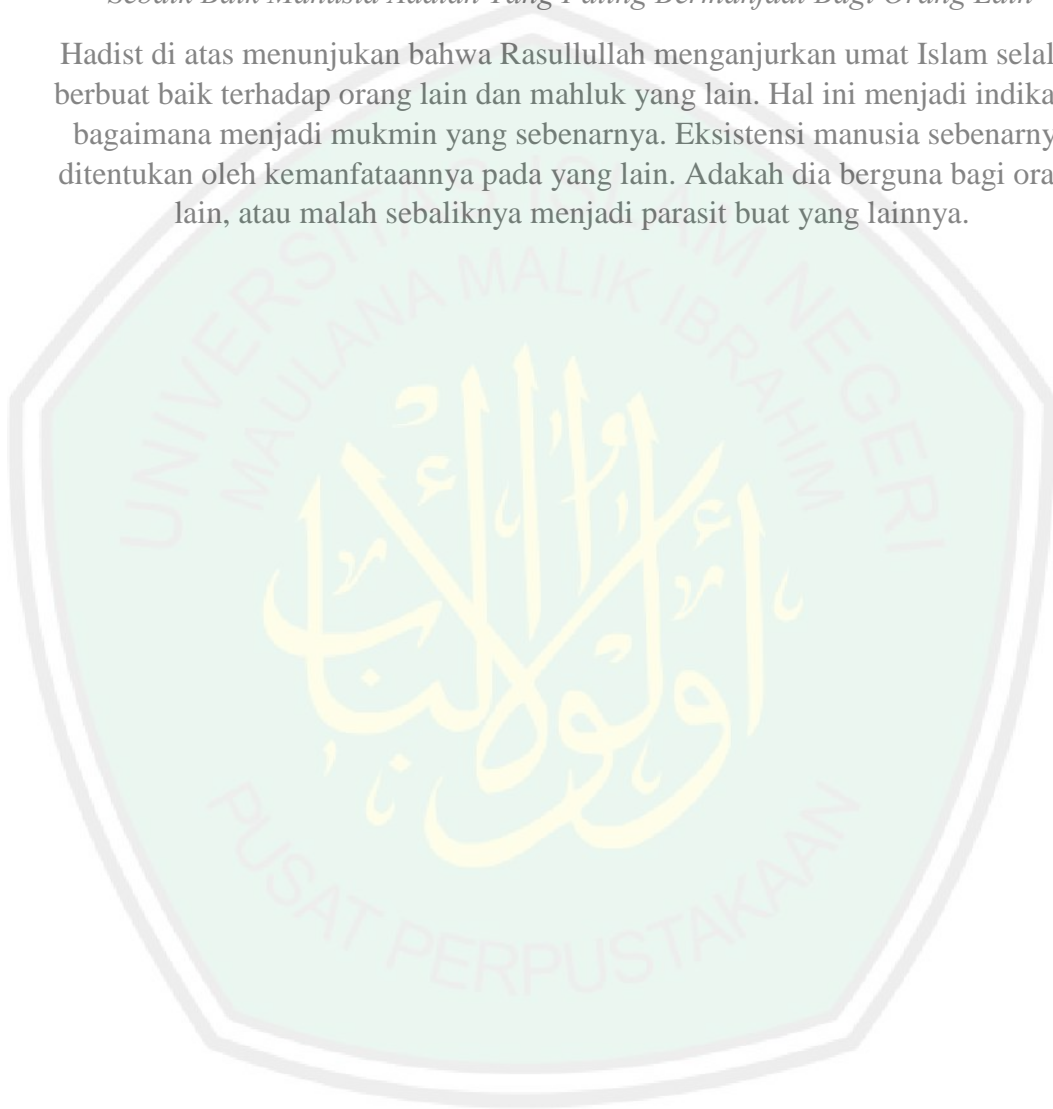 Sebaik Baik Manusia Adalah Yang Paling Bermanfaat Bagi Orang Lain
Hadist di atas menunjukan bahwa Rasullullah menganjurkan umat Islam selal
berbuat baik terhadap orang lain dan mahluk yang lain. Hal ini menjadi indika
bagaimana menjadi mukmin yang sebenarnya. Eksistensi manusia sebenarny
ditentukan oleh kemanfataannya pada yang lain. Adakah dia berguna bagi ora
lain, atau malah sebaliknya menjadi parasit buat yang lainnya.
UNIVERSITAS ISLAM NEGERI
MAULANA MALIK IBRAHIM
أولوا الألباب
PUSAT PERPUSTAKAAN